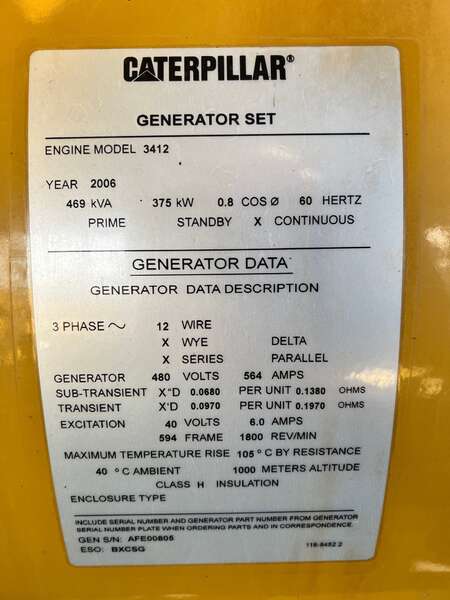 CATERPILLAR®
GENERATOR SET
ENGINE MODEL 3412
YEAR 2006
469 kVA 375 kW 0.8 COS Ø 60 HERTZ
PRIME STANDBY X CONTINUOUS
GENERATOR DATA
GENERATOR DATA DESCRIPTION
3 PHASE ~ 12 WIRE
X WYE DELTA
X SERIES PARALLEL
GENERATOR 480 VOLTS 564 AMPS
SUB-TRANSIENT X"D 0.0680 PER UNIT 0.1380 OHMS
TRANSIENT X'D 0.0970 PER UNIT 0.1970 OHMS
EXCITATION 40 VOLTS 6.0 AMPS
594 FRAME 1800 REV/MIN
MAXIMUM TEMPERATURE RISE 105 °C BY RESISTANCE
40 °C AMBIENT 1000 METERS ALTITUDE
CLASS H INSULATION
ENCLOSURE TYPE
INCLUDE SERIAL NUMBER AND GENERATOR PART NUMBER FROM GENERATOR
SERIAL NUMBER PLATE WHEN ORDERING PARTS AND IN CORRESPONDENCE.
GEN S/N: AFE00805
ESO: BXCSG 118-8482 2